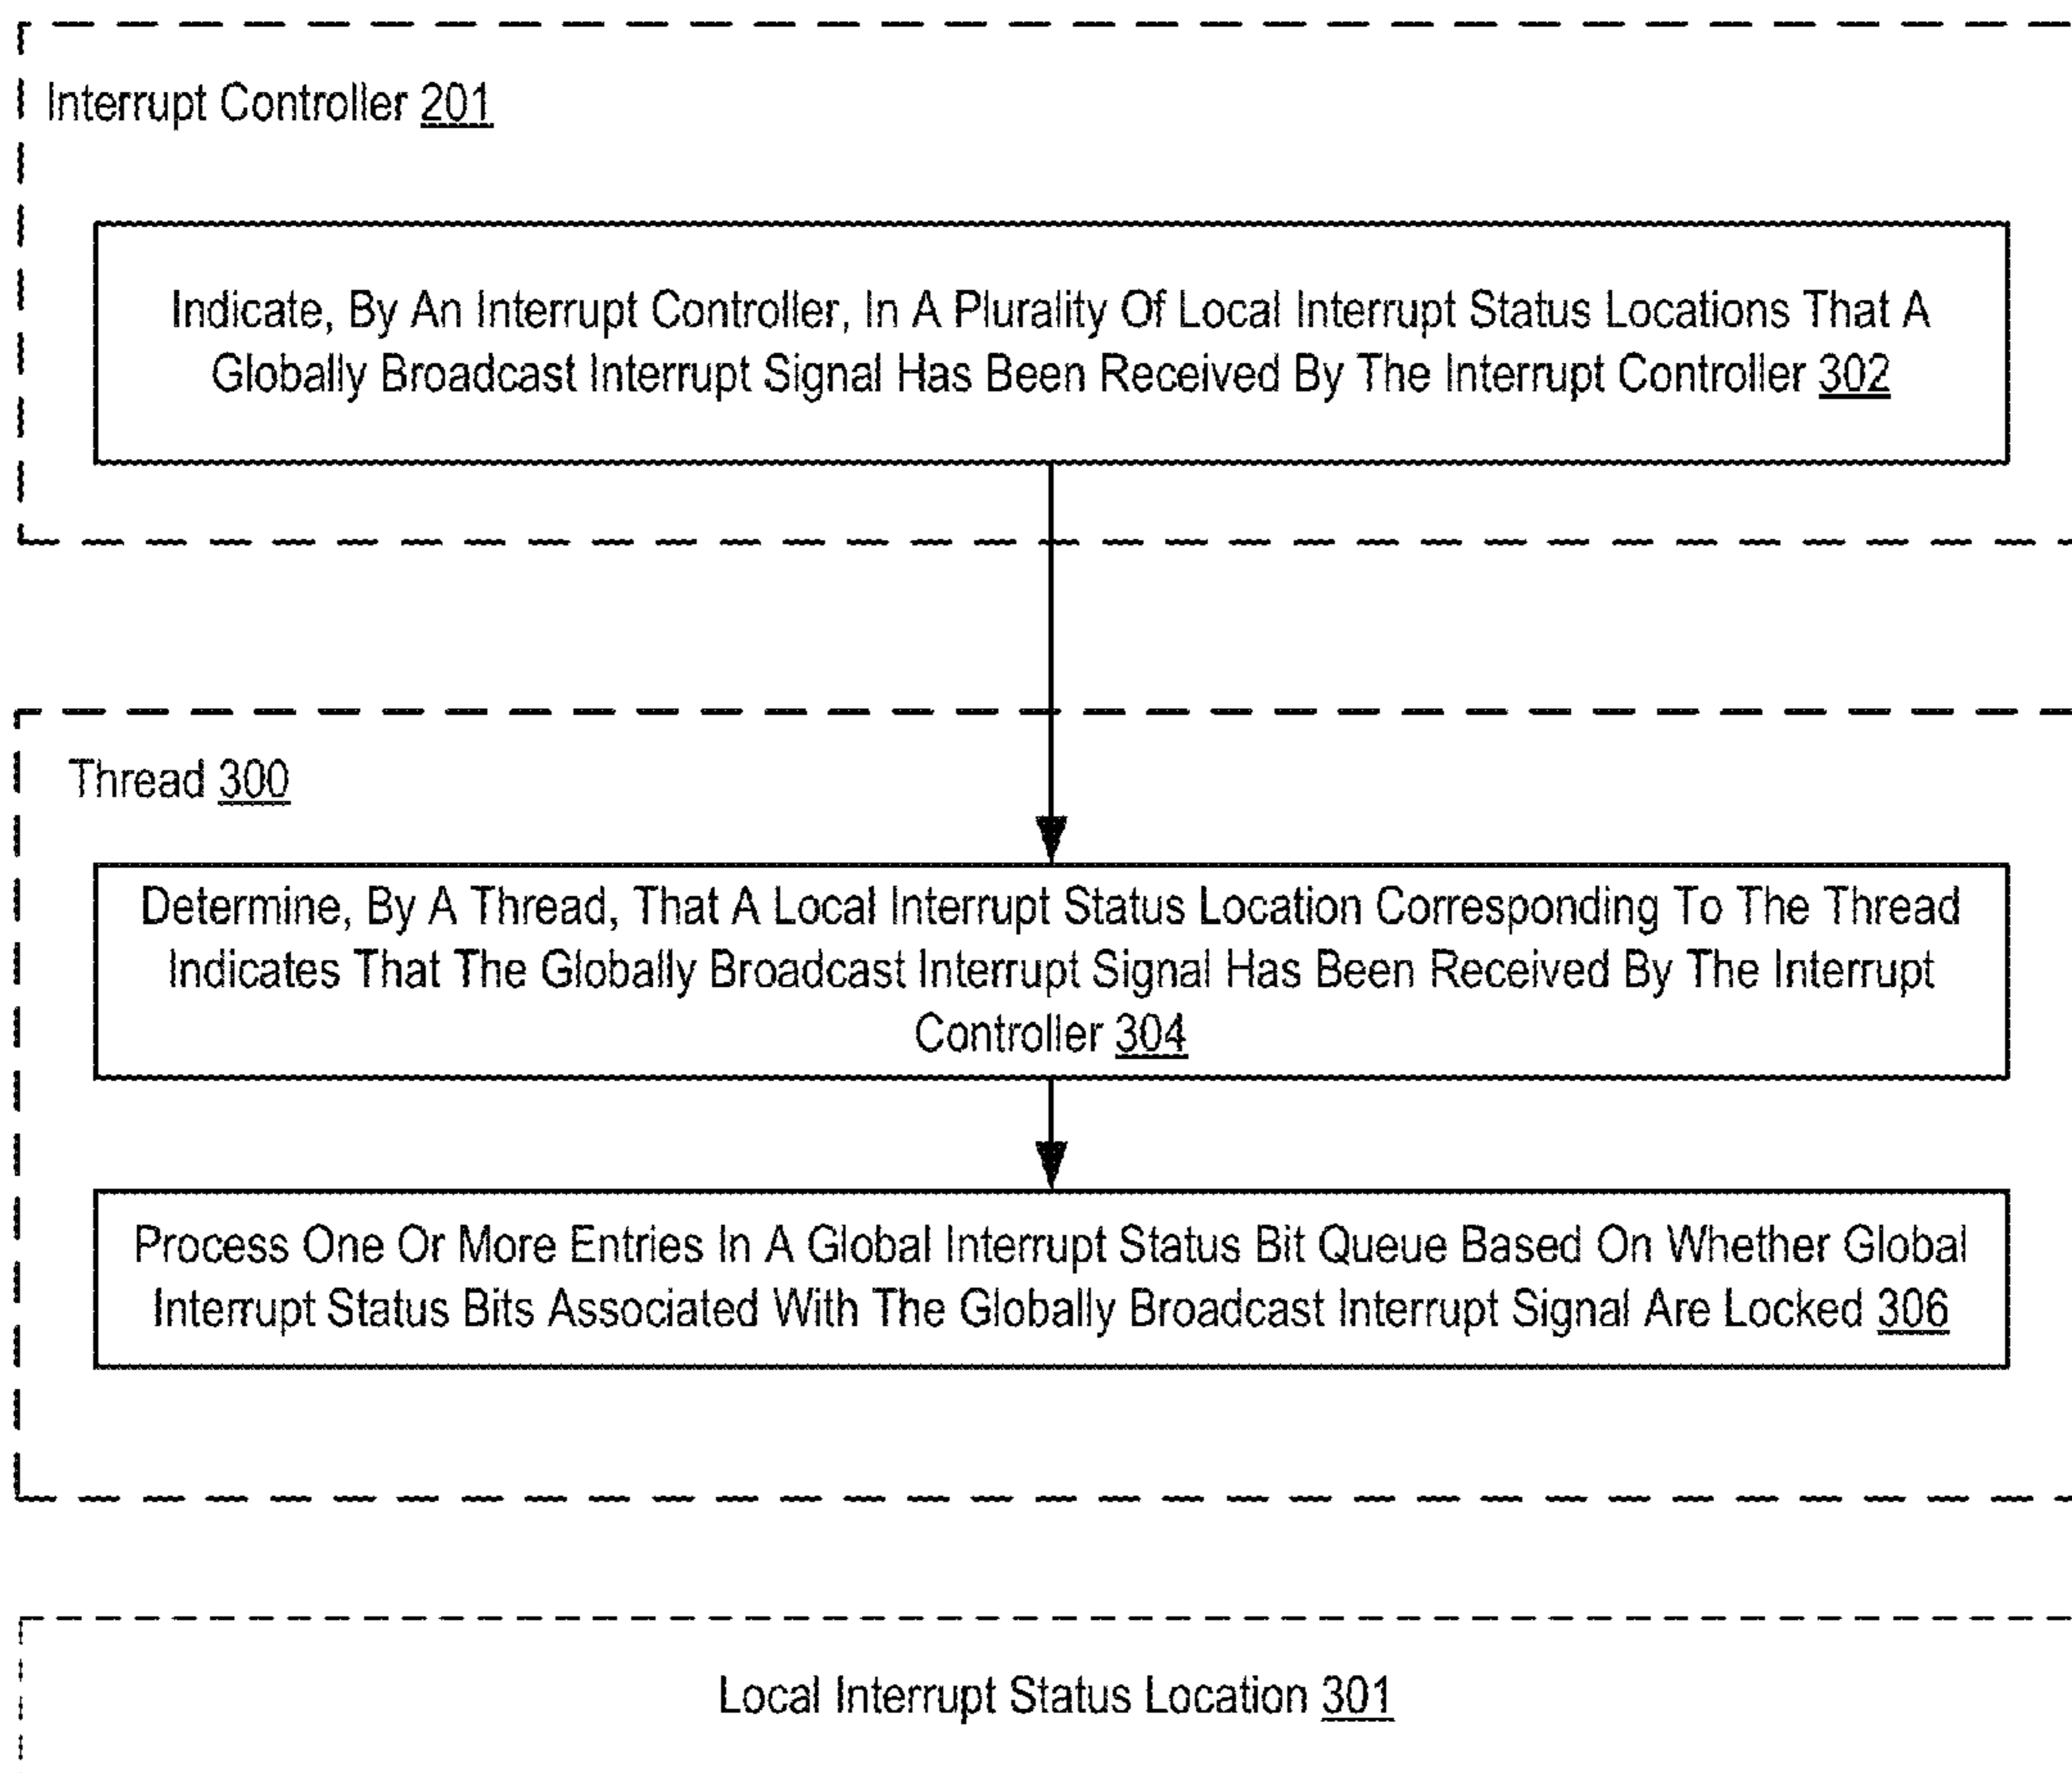 Interrupt Controller 201
Indicate, By An Interrupt Controller, In A Plurality Of Local Interrupt Status Locations That A
Globally Broadcast Interrupt Signal Has Been Received By The Interrupt Controller 302
Thread 300
Determine, By A Thread, That A Local Interrupt Status Location Corresponding To The Thread
Indicates That The Globally Broadcast Interrupt Signal Has Been Received By The Interrupt
Controller 304
Process One Or More Entries In A Global Interrupt Status Bit Queue Based On Whether Global
Interrupt Status Bits Associated With The Globally Broadcast Interrupt Signal Are Locked 306
Local Interrupt Status Location 301